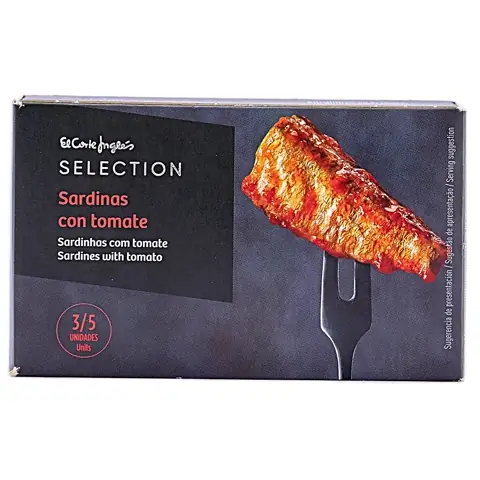 El Corte Inglés
SELECTION
Sardinas
con tomate
Sardinhas com tomate
Sardines with tomato
3/5
UNIDADES
Units
Sugerencia de presentación / Sugestão de apresentação / Serving suggestion